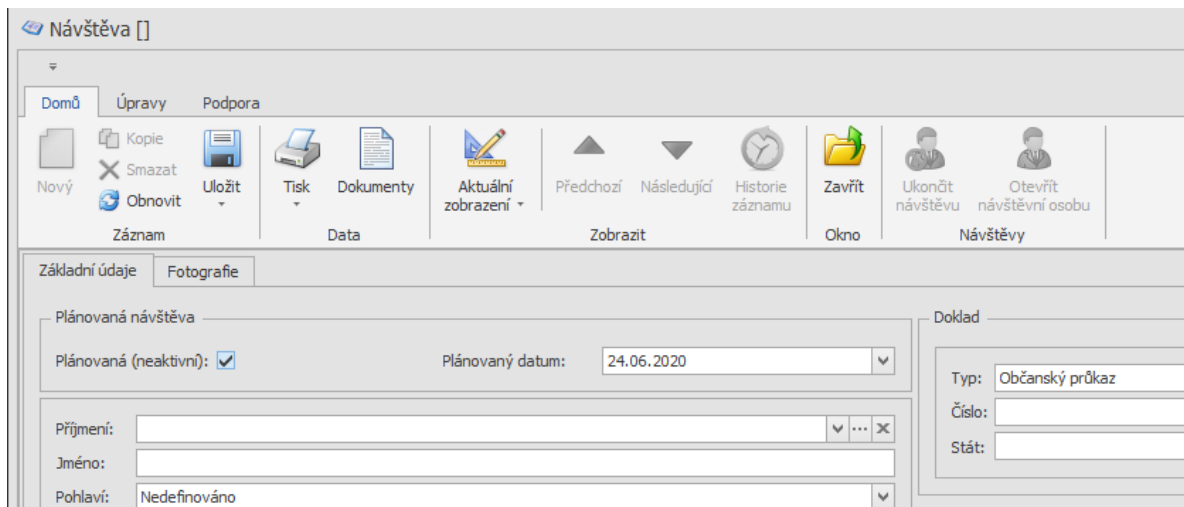 Návštěva []
Domů Úpravy Podpora
Nový
Kopie
Smazat
Obnovit
Uložit
Tisk
Dokumenty
Aktuální
zobrazení
Předchozí
Následující
Historie
záznamu
Zavřít
Ukončit
návštěvu
Otevřít
návštěvní osobu
Záznam Data Zobrazit Okno Návštěvy
Základní údaje Fotografie
Plánovaná návštěva
Plánovaná (neaktivní):
Plánovaný datum: 24.06.2020
Příjmení:
Jméno:
Pohlaví: Nedefinováno
Doklad
Typ: Občanský průkaz
Číslo:
Stát: